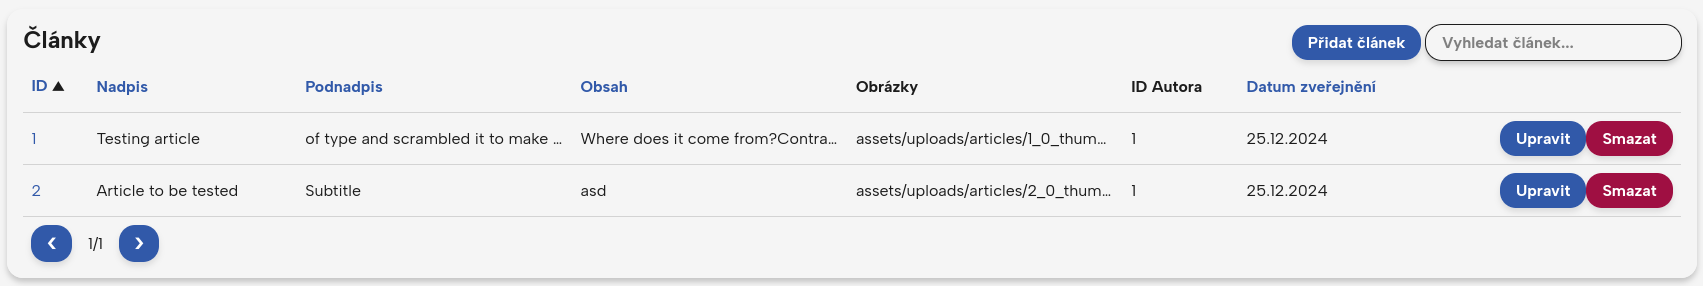 Články
Přidat článek Vyhledat článek...
ID ▲ Nadpis Podnadpis Obsah Obrázky ID Autora Datum zveřejnění
1 Testing article of type and scrambled it to make ... Where does it come from?Contra... assets/uploads/articles/1_0_thum... 1 25.12.2024 Upravit Smazat
2 Article to be tested Subtitle asd assets/uploads/articles/2_0_thum... 1 25.12.2024 Upravit Smazat
‹ 1/1 ›